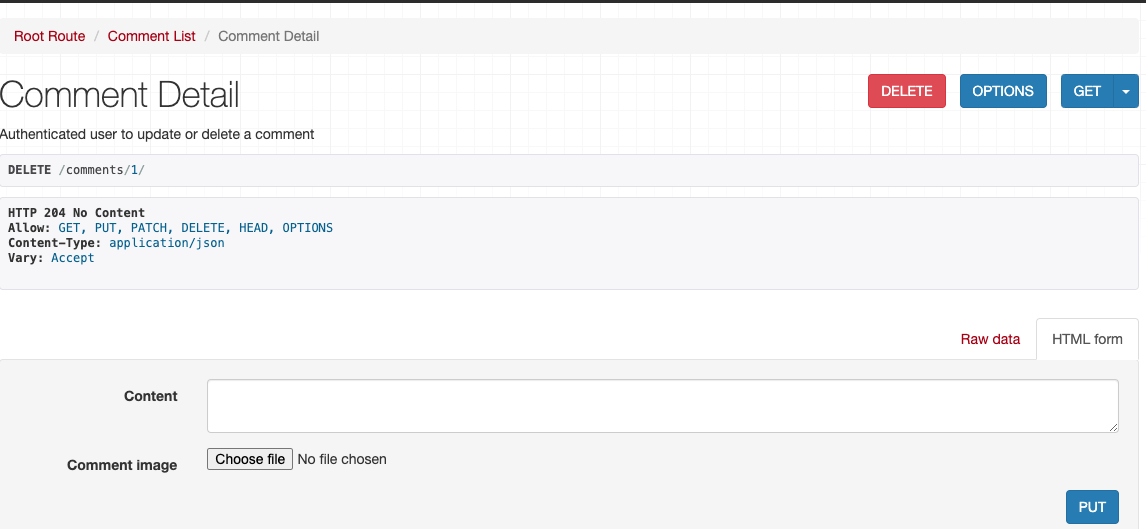 Root Route / Comment List / Comment Detail
Comment Detail
DELETE OPTIONS GET
Authenticated user to update or delete a comment
DELETE /comments/1/
HTTP 204 No Content
Allow: GET, PUT, PATCH, DELETE, HEAD, OPTIONS
Content-Type: application/json
Vary: Accept
Raw data HTML form
Content
Comment image Choose file No file chosen
PUT